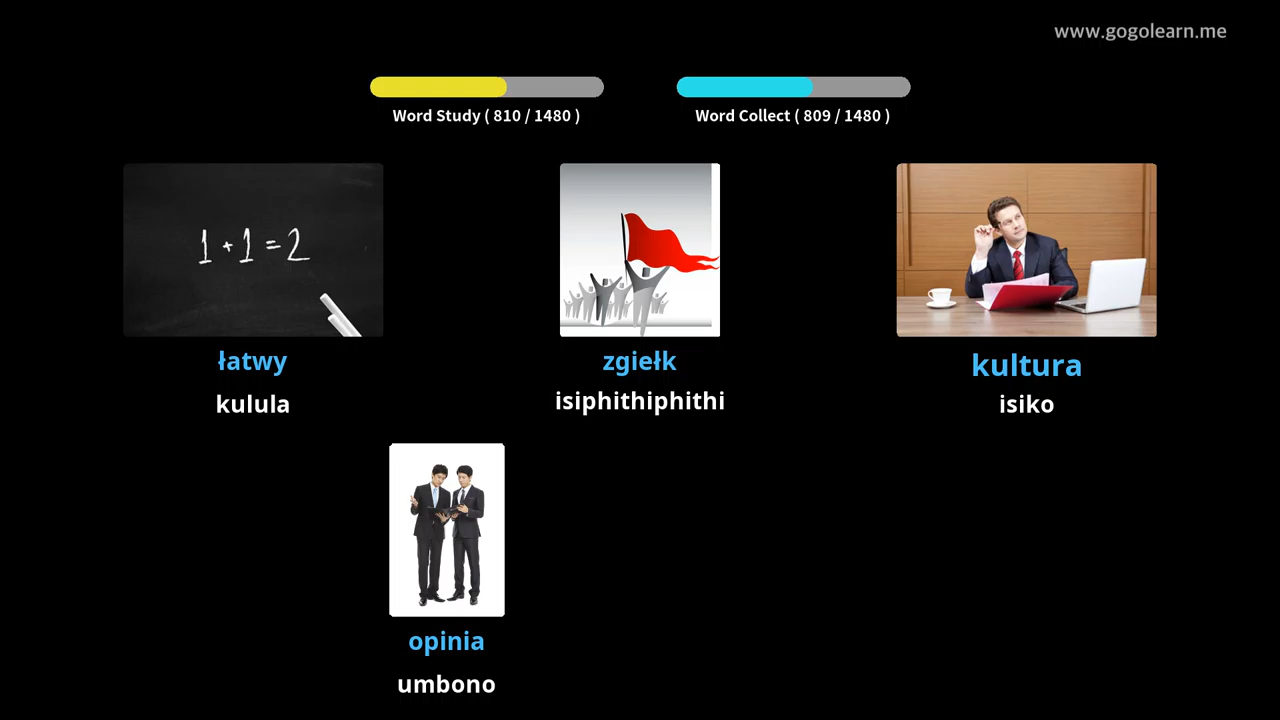 www.gogolearn.me
Word Study ( 810 / 1480 )
Word Collect ( 809 / 1480 )
1 + 1 = 2
łatwy
kulula
zgiełk
isiphithiphithi
kultura
isiko
opinia
umbono